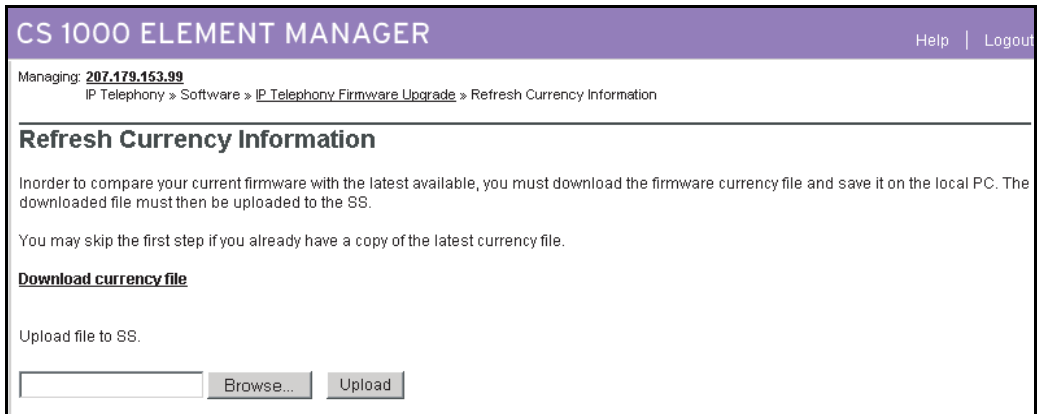 CS 1000 ELEMENT MANAGER
Help | Logout
Managing: 207.179.153.99
IP Telephony » Software » IP Telephony Firmware Upgrade » Refresh Currency Information
Refresh Currency Information
Inorder to compare your current firmware with the latest available, you must download the firmware currency file and save it on the local PC. The
downloaded file must then be uploaded to the SS.
You may skip the first step if you already have a copy of the latest currency file.
Download currency file
Upload file to SS.
Browse... Upload